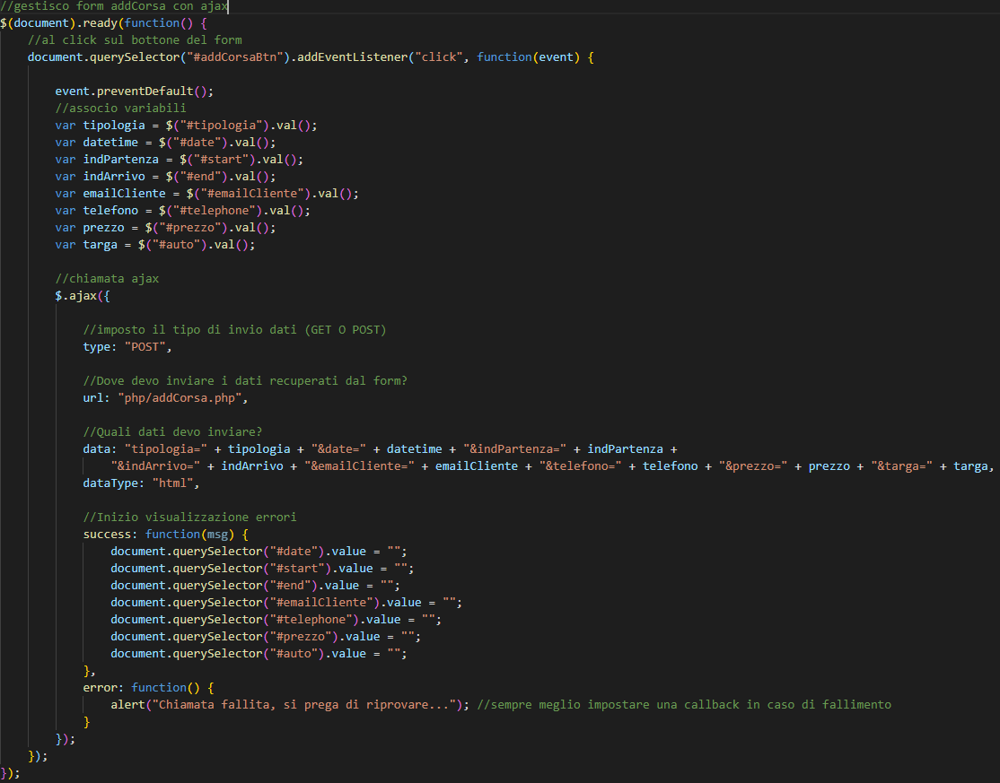 //gestisco form addCorsa con ajax
$(document).ready(function() {
//al click sul bottone del form
document.querySelector("#addCorsaBtn").addEventListener("click", function(event) {
event.preventDefault();
//associo variabili
var tipologia = $("#tipologia").val();
var datetime = $("#date").val();
var indPartenza = $("#start").val();
var indArrivo = $("#end").val();
var emailCliente = $("#emailCliente").val();
var telefono = $("#telephone").val();
var prezzo = $("#prezzo").val();
var targa = $("#auto").val();
//chiamata ajax
$.ajax({
//imposto il tipo di invio dati (GET O POST)
type: "POST",
//Dove devo inviare i dati recuperati dal form?
url: "php/addCorsa.php",
//Quali dati devo inviare?
data: "tipologia=" + tipologia + "&date=" + datetime + "&indPartenza=" + indPartenza +
"&indArrivo=" + indArrivo + "&emailCliente=" + emailCliente + "&telefono=" + telefono + "&prezzo=" + prezzo + "&targa=" + targa,
dataType: "html",
//Inizio visualizzazione errori
success: function(msg) {
document.querySelector("#date").value = "";
document.querySelector("#start").value = "";
document.querySelector("#end").value = "";
document.querySelector("#emailCliente").value = "";
document.querySelector("#telephone").value = "";
document.querySelector("#prezzo").value = "";
document.querySelector("#auto").value = "";
},
error: function() {
alert("Chiamata fallita, si prega di riprovare..."); //sempre meglio impostare una callback in caso di fallimento
}
});
});
});